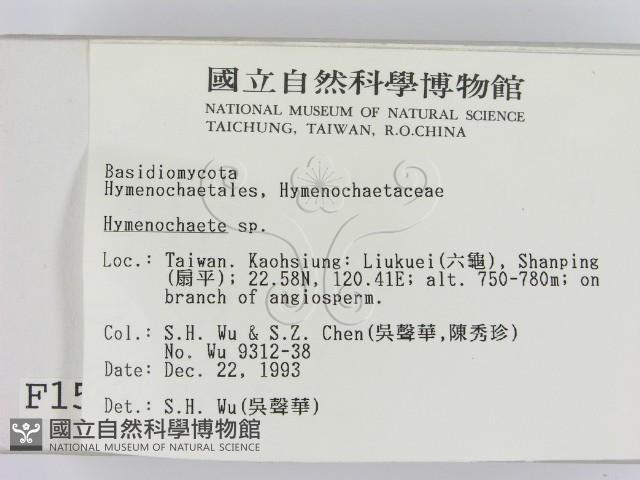 國立自然科學博物館
NATIONAL MUSEUM OF NATURAL SCIENCE
TAICHUNG, TAIWAN, R.O.CHINA
Basidiomycota
Hymenochaetales, Hymenochaetaceae
Hymenochaete sp.
Loc.: Taiwan. Kaohsiung: Liukuei(六龜), Shanping
(扇平); 22.58N, 120.41E; alt. 750-780m; on
branch of angiosperm.
Col.: S.H. Wu & S.Z. Chen(吳聲華,陳秀珍)
No. Wu 9312-38
Date: Dec. 22, 1993
Det.: S.H. Wu(吳聲華)
F15
國立自然科學博物館
NATIONAL MUSEUM OF NATURAL SCIENCE